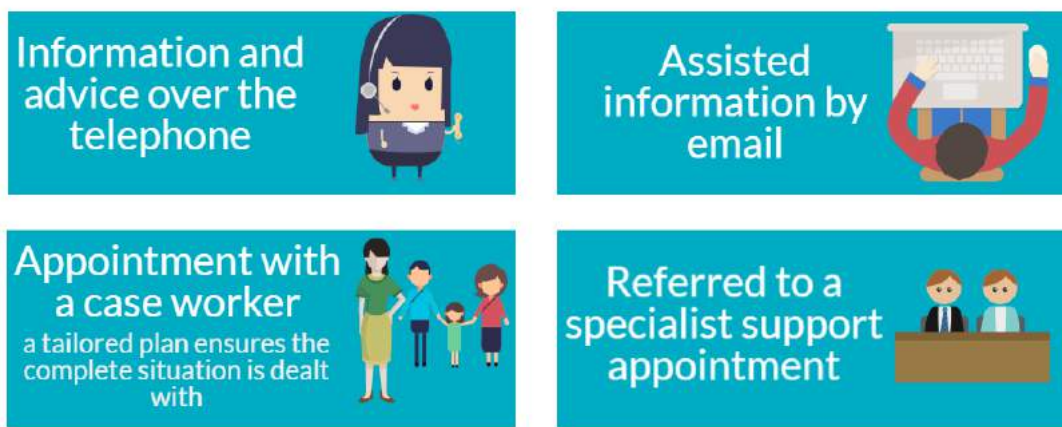 Information and
advice over the
telephone
Assisted
information by
email
Appointment with
a case worker
a tailored plan ensures the
complete situation is dealt
with
Referred to a
specialist support
appointment